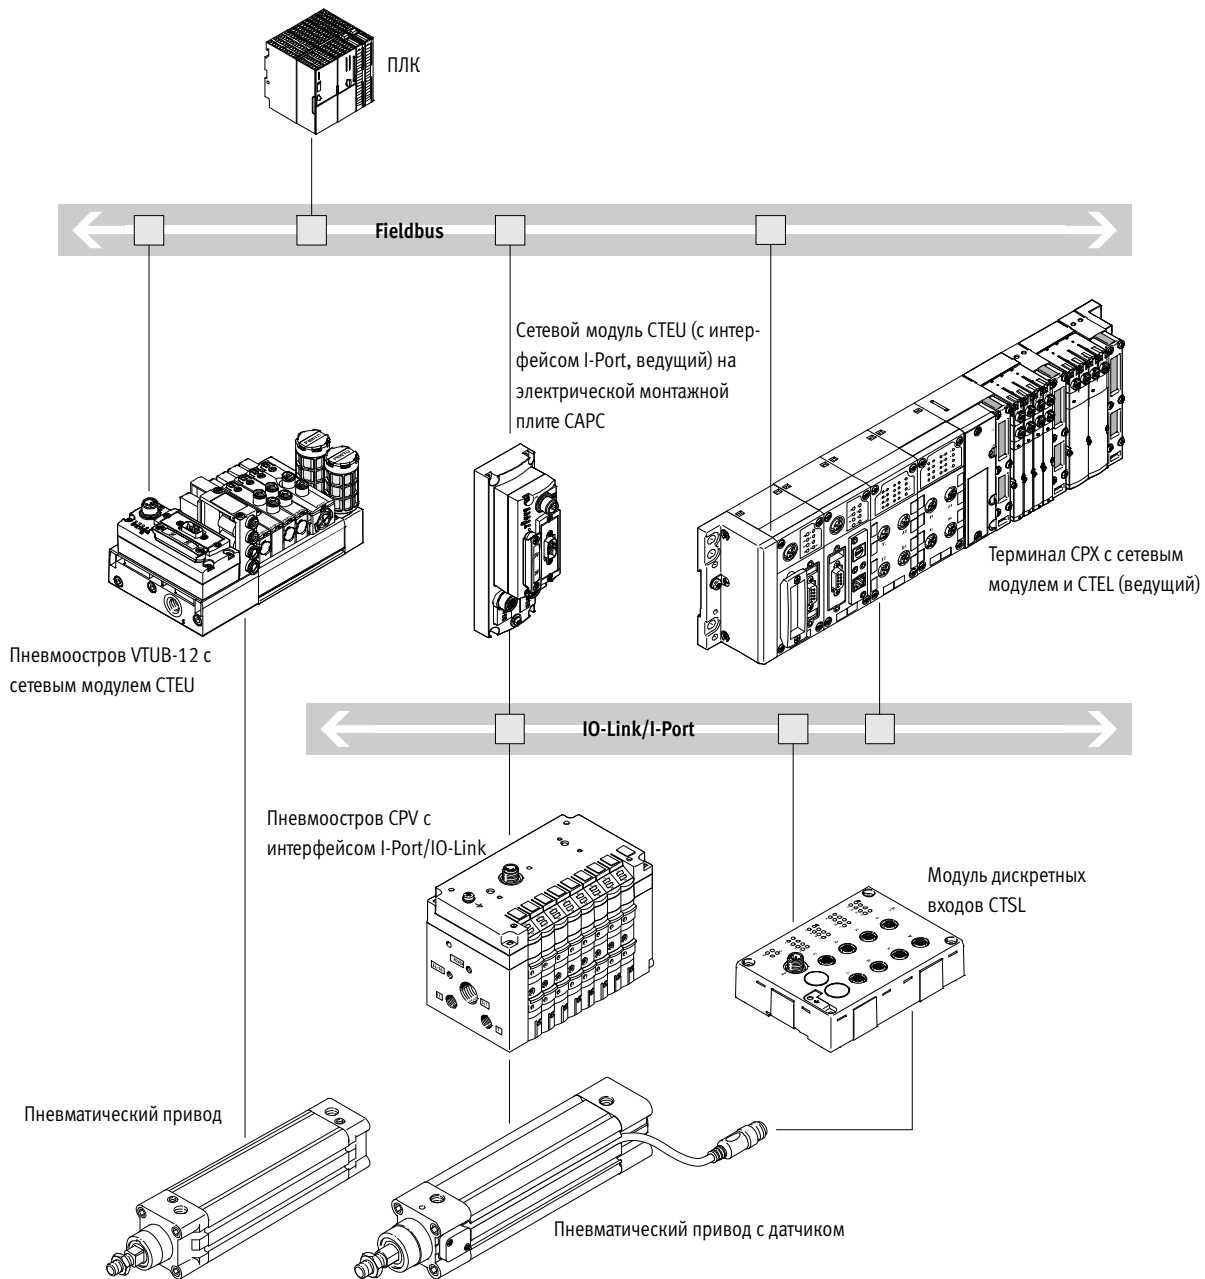 ПЛК
Fieldbus
Сетевой модуль CTEU (с интер-
фейсом I-Port, ведущий) на
электрической монтажной
плите CAPC
Терминал CPX с сетевым
модулем и CTEL (ведущий)
Пневмоостров VTUB-12 с
сетевым модулем CTEU
IO-Link/I-Port
Пневмоостров CPV с
интерфейсом I-Port/IO-Link
Модуль дискретных
входов CTSL
Пневматический привод
Пневматический привод с датчиком